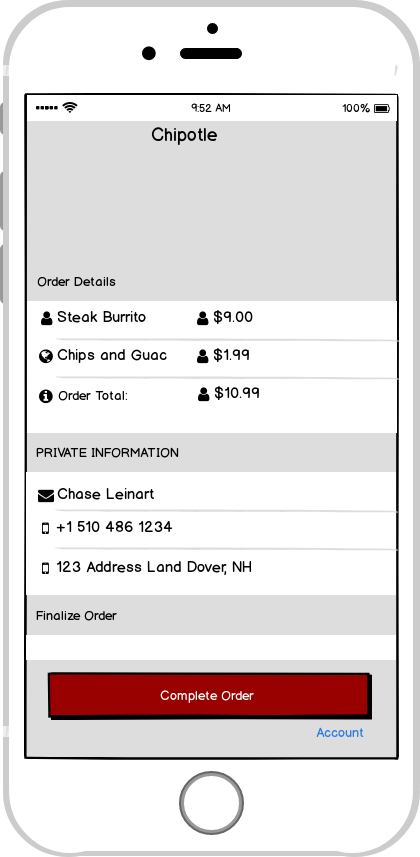 9:52 AM 100%
Chipotle
Order Details
Steak Burrito $9.00
Chips and Guac $1.99
Order Total: $10.99
PRIVATE INFORMATION
Chase Leinart
+1 510 486 1234
123 Address Land Dover, NH
Finalize Order
Complete Order
Account